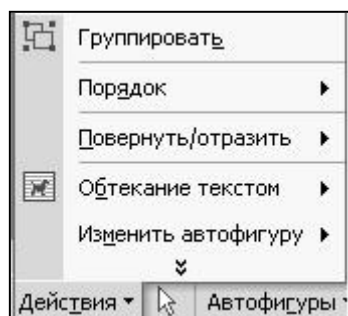 Группировать
Порядок
Повернуть/отразить
Обтекание текстом
Изменить автофигуру
Действия Автофигуры